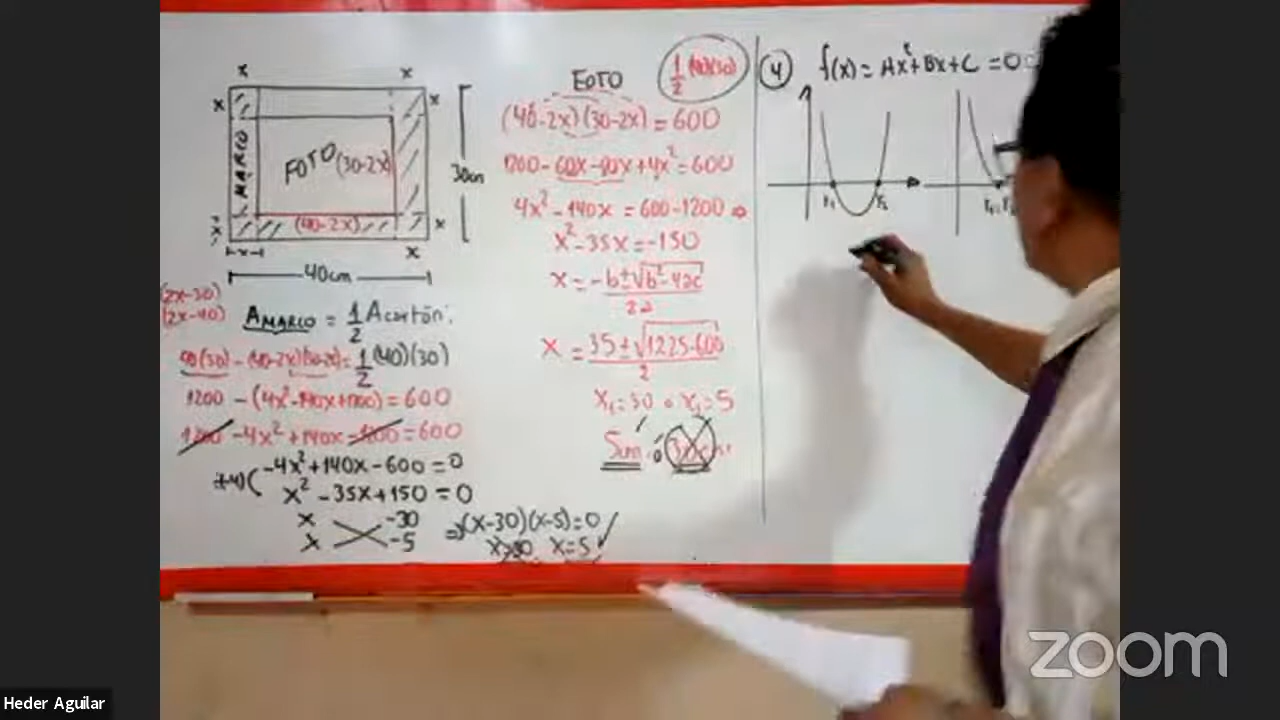 x x
x x
MARCO
FOTO (30-2x)
30cm
(40-2x)
x x
x
40cm
(2x-30)
(2x-40)
AMARCO = 1/2 Acartón:
40(30) - (40-2x)(30-2x) = 1/2 (40)(30)
1200 - (4x²-140x+1200) = 600
1200 -4x²+140x-1200 = 600
-4x²+140x-600=0
x² -35x+150 = 0
x -30
x -5
⇒(x-30)(x-5)=0
x=30 x=5
FOTO
1/2 (40)(30)
(40-2x)(30-2x) = 600
1200-60x-80x+4x²=600
4x²-140x = 600-1200
x²-35x=-150
x = -b±√b²-4ac
35±√1225-600
x =
2
x₁=30 o x₂=5
5cm o
4 f(x)= Ax²+Bx+C =0
r₁ r₂
Heder Aguilar
zoom